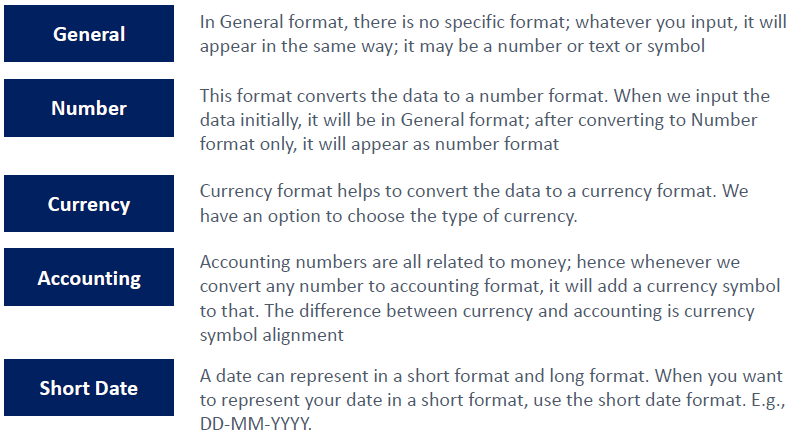 General
In General format, there is no specific format; whatever you input, it will
appear in the same way; it may be a number or text or symbol
Number
This format converts the data to a number format. When we input the
data initially, it will be in General format; after converting to Number
format only, it will appear as number format
Currency
Currency format helps to convert the data to a currency format. We
have an option to choose the type of currency.
Accounting
Accounting numbers are all related to money; hence whenever we
convert any number to accounting format, it will add a currency symbol
to that. The difference between currency and accounting is currency
symbol alignment
Short Date
A date can represent in a short format and long format. When you want
to represent your date in a short format, use the short date format. E.g.,
DD-MM-YYYY.